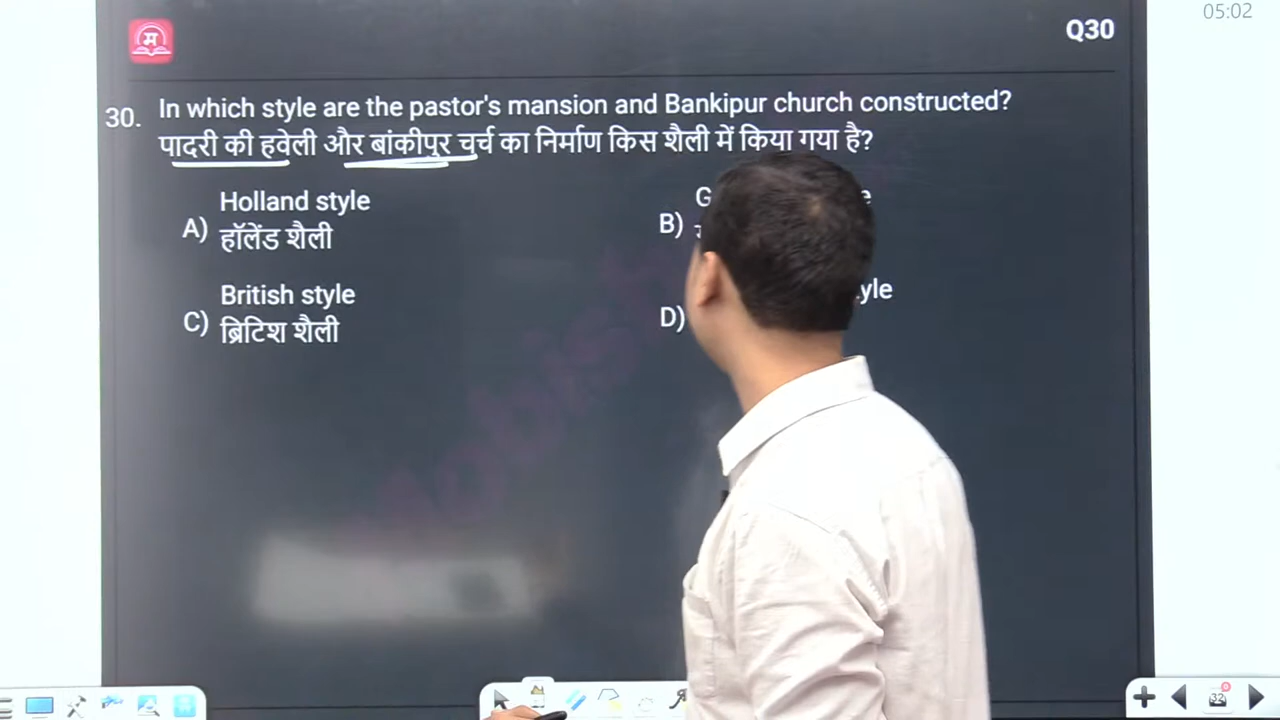 05:02
म
Q30
30. In which style are the pastor's mansion and Bankipur church constructed?
पादरी की हवेली और बांकीपुर चर्च का निर्माण किस शैली में किया गया है?
A) Holland style
हॉलेंड शैली
B)
C) British style
ब्रिटिश शैली
D)
32